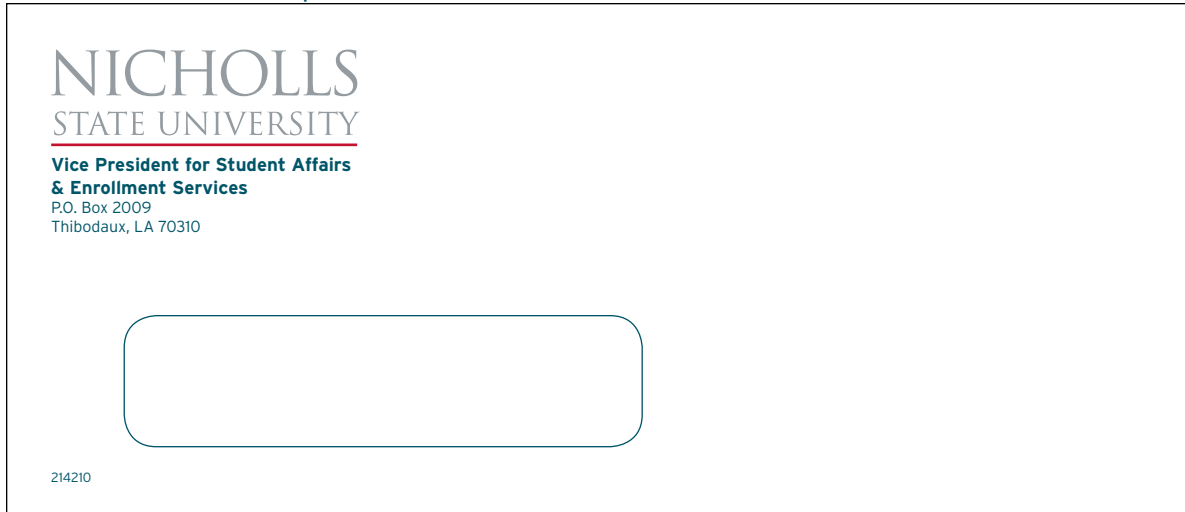 NICHOLLS
STATE UNIVERSITY
Vice President for Student Affairs
& Enrollment Services
P.O. Box 2009
Thibodaux, LA 70310
214210